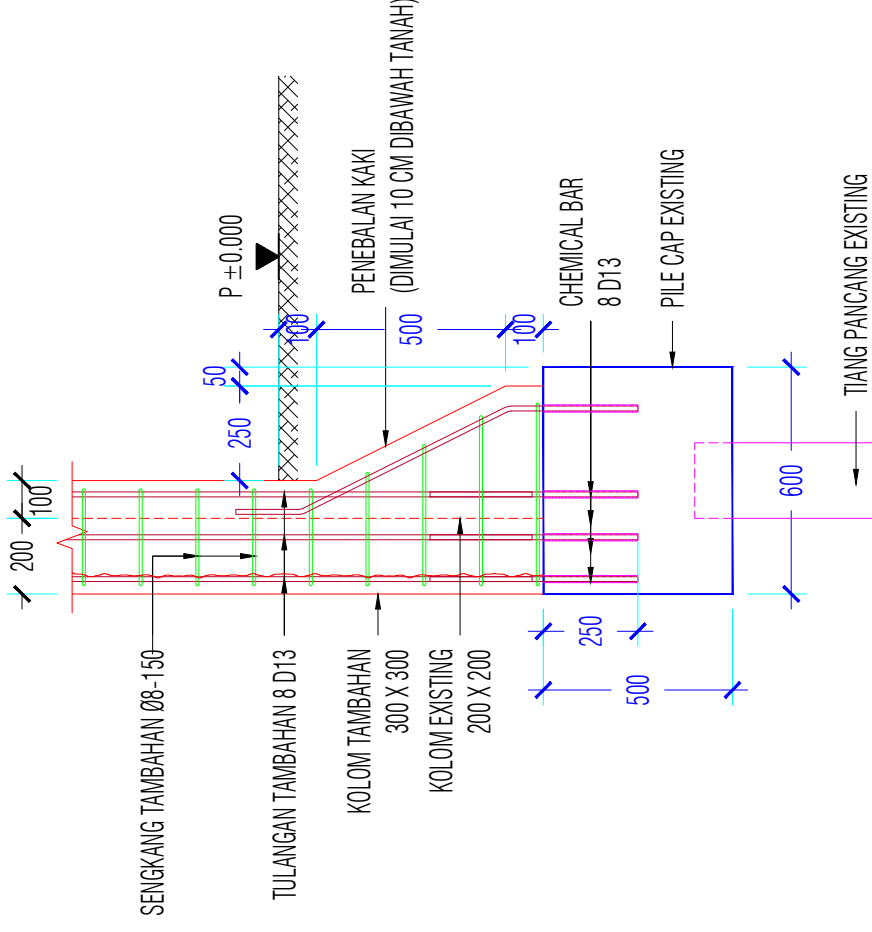 200
100
250
50
P ±0.000
100
500
100
PENEBALAN KAKI
(DIMULAI 10 CM DIBAWAH TANAH)
SENGKANG TAMBAHAN Ø8-150
TULANGAN TAMBAHAN 8 D13
KOLOM TAMBAHAN
300 X 300
KOLOM EXISTING
200 X 200
CHEMICAL BAR
8 D13
PILE CAP EXISTING
TIANG PANCANG EXISTING
250
500
600